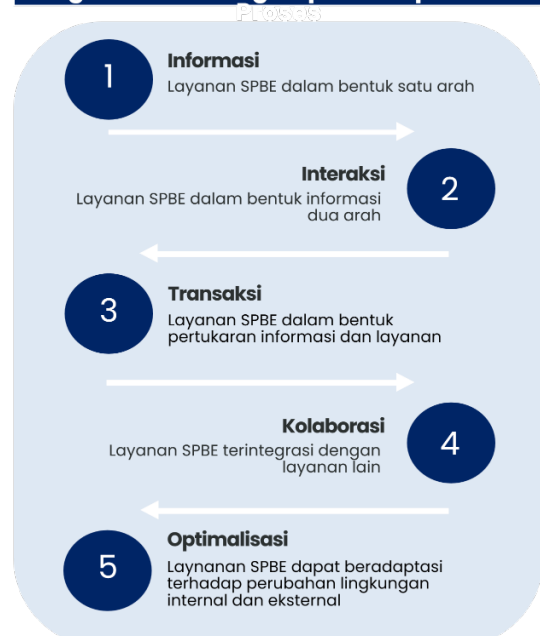 Proses
1
Informasi
Layanan SPBE dalam bentuk satu arah
Interaksi
2
Layanan SPBE dalam bentuk informasi
dua arah
3
Transaksi
Layanan SPBE dalam bentuk
pertukaran informasi dan layanan
Kolaborasi
4
Layanan SPBE terintegrasi dengan
layanan lain
5
Optimalisasi
Laynanan SPBE dapat beradaptasi
terhadap perubahan lingkungan
internal dan eksternal